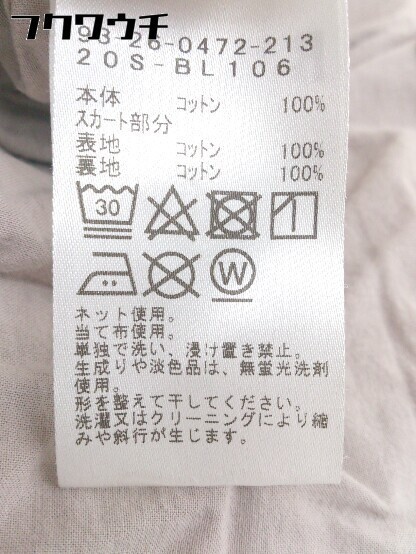 フクワウチ
93-26-0472-213
20S-BL106
本体 コットン 100%
スカート部分
表地 コットン 100%
裏地 コットン 100%
30
W
ネット使用。
当て布使用。
単独で洗い、浸け置き禁止。
生成りや淡色品は、無蛍光洗剤
使用。
形を整えて干してください。
洗濯又はクリーニングにより縮
みや斜行が生じます。